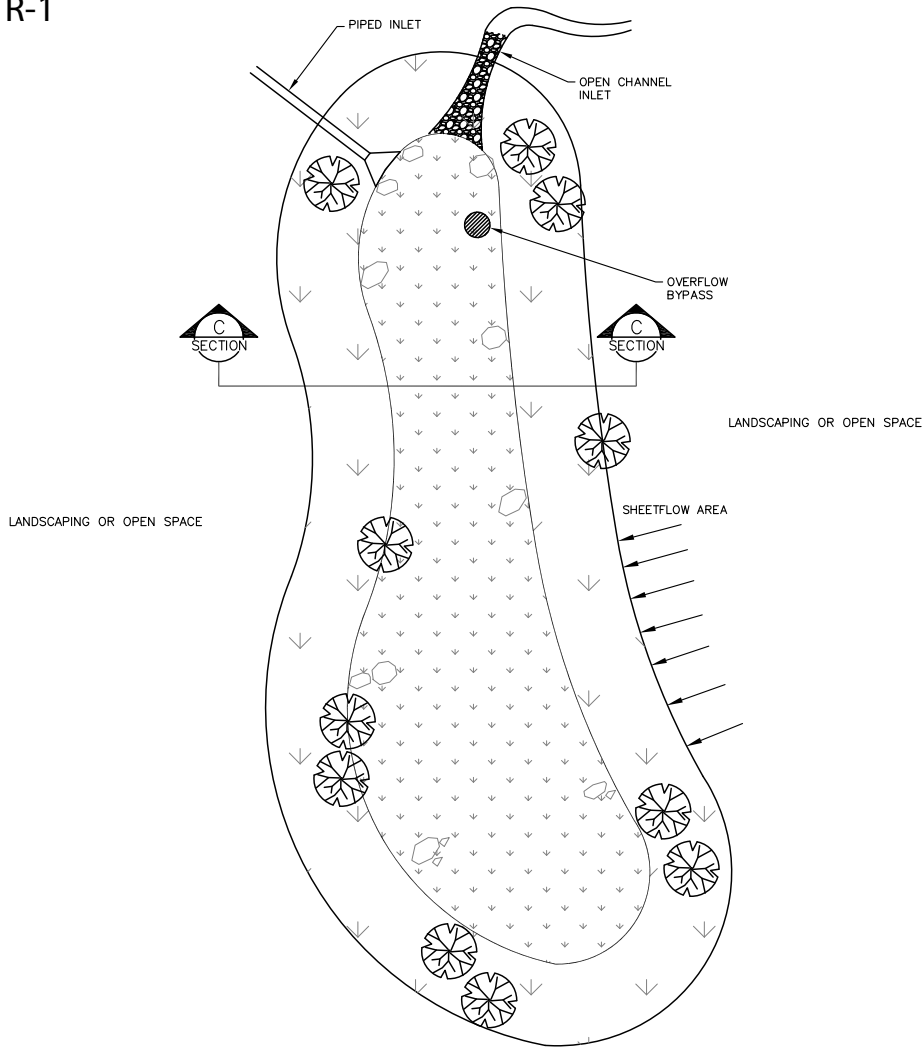 R-1
PIPED INLET
OPEN CHANNEL
INLET
OVERFLOW
BYPASS
C
SECTION
C
SECTION
LANDSCAPING OR OPEN SPACE
SHEETFLOW AREA
LANDSCAPING OR OPEN SPACE